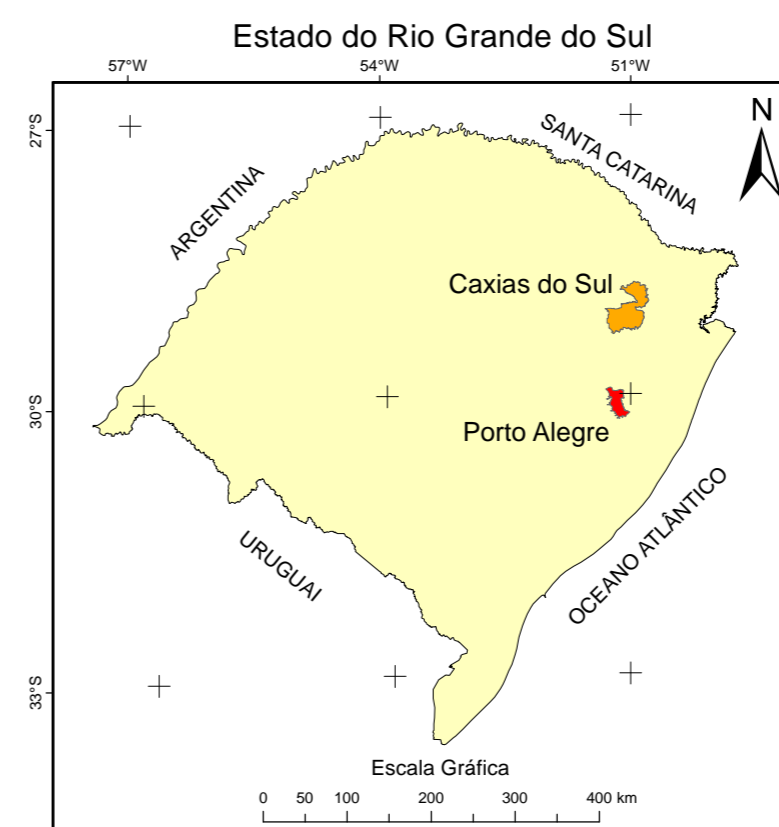 Estado do Rio Grande do Sul
57°W
54°W
51°W
N
27°S
SANTA CATARINA
ARGENTINA
Caxias do Sul
30°S
Porto Alegre
OCEANO ATLÂNTICO
URUGUAI
33°S
Escala Gráfica
0 50 100 200 300 400 km